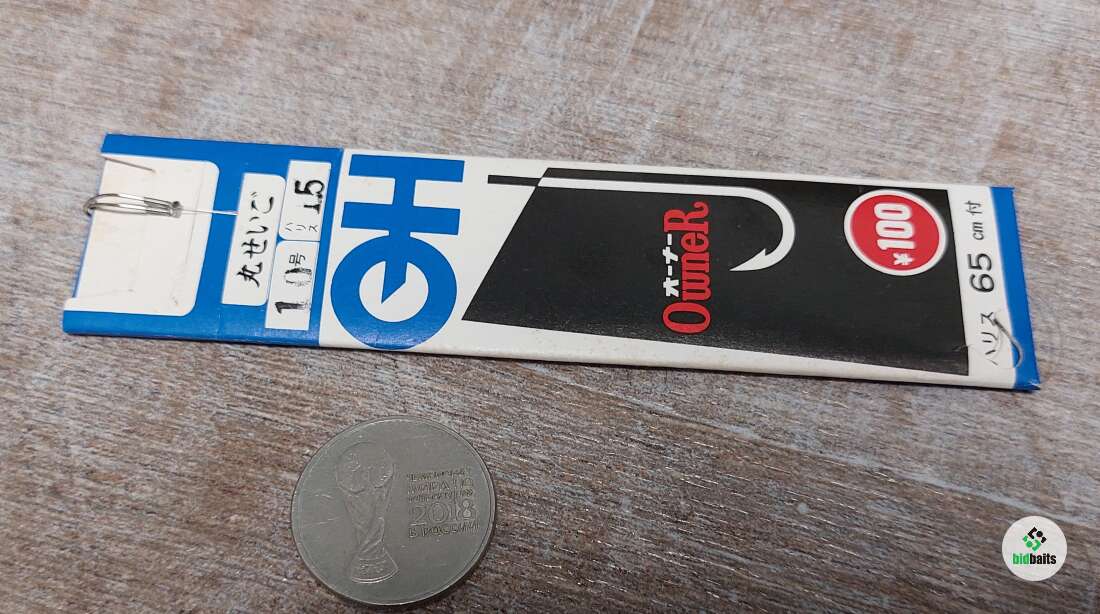 丸せいご
10号
ハリス 1.5
OH
オーナー
OwneR
¥100
ハリス 65 cm付
ЧЕМПИОНАТ
МИРА ПО
ФУТБОЛУ FIFA
2018
В РОССИИ
bidbaits